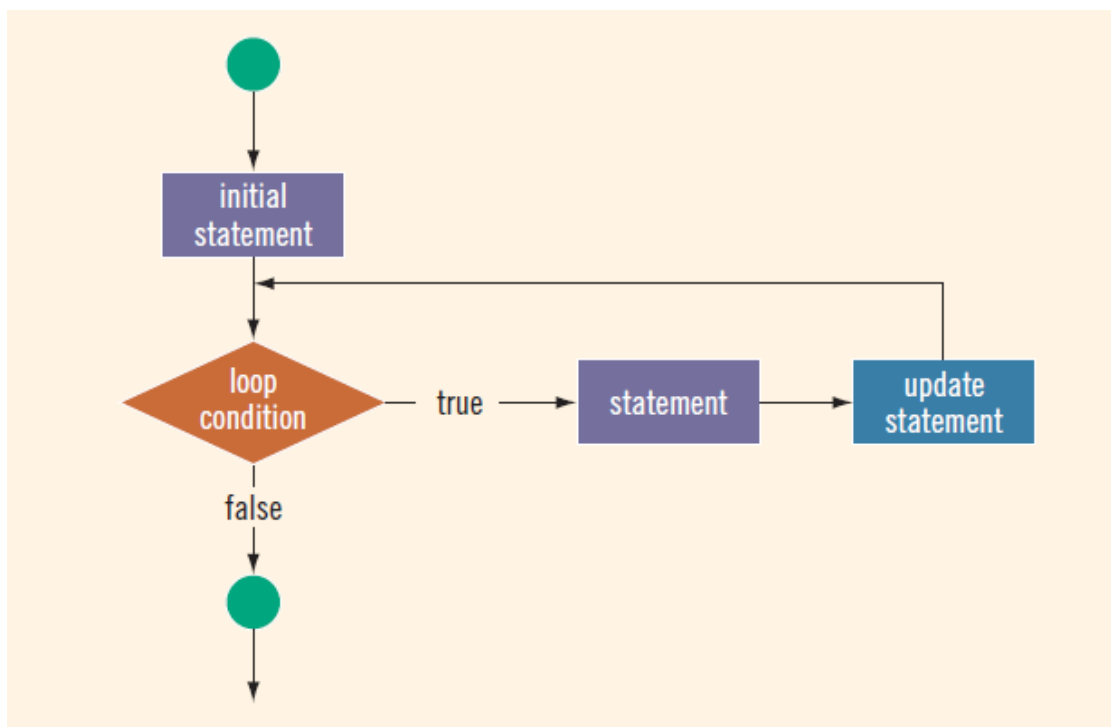 initial
statement
loop
condition
true
statement
update
statement
false